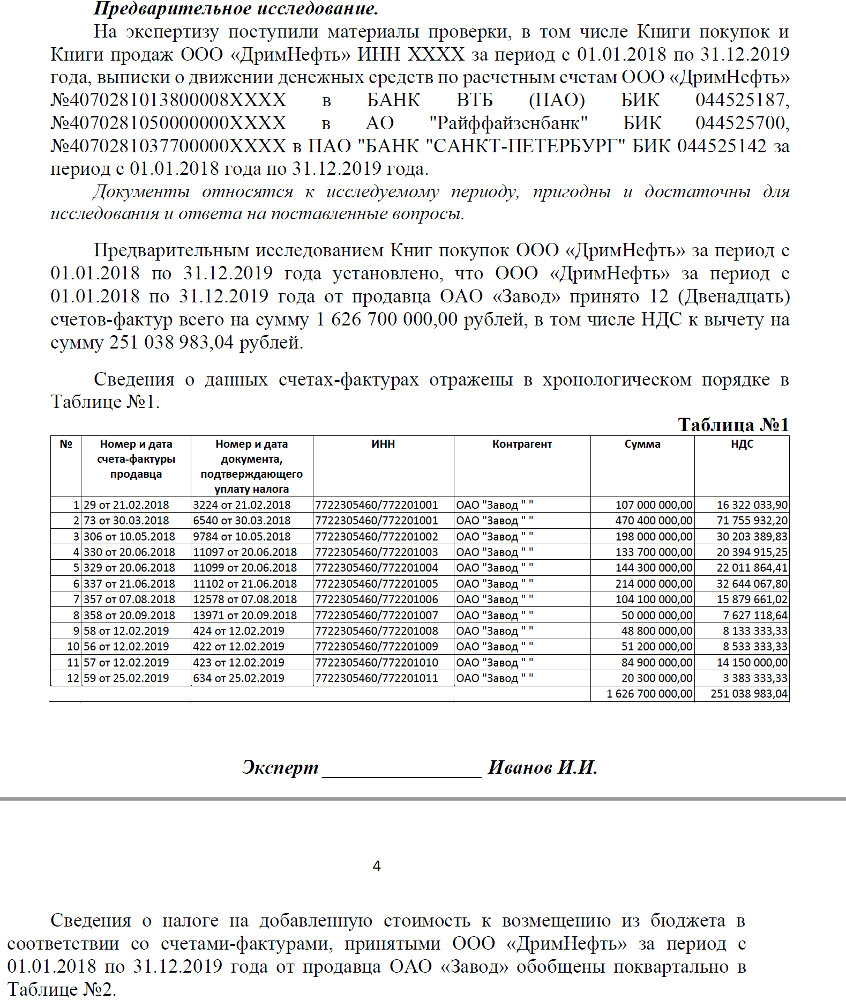 Предварительное исследование.
На экспертизу поступили материалы проверки, в том числе Книги покупок и
Книги продаж ООО «ДримНефть» ИНН ХХХХ за период с 01.01.2018 по 31.12.2019
года, выписки о движении денежных средств по расчетным счетам ООО «ДримНефть»
№4070281013800008ХХХХ в БАНК ВТБ (ПАО) БИК 044525187,
№4070281050000000ХХХХ в АО "Райффайзенбанк" БИК 044525700,
№4070281037700000ХХХХ в ПАО "БАНК "САНКТ-ПЕТЕРБУРГ" БИК 044525142 за
период с 01.01.2018 года по 31.12.2019 года.
Документы относятся к исследуемому периоду, пригодны и достаточны для
исследования и ответа на поставленные вопросы.
Предварительным исследованием Книг покупок ООО «ДримНефть» за период с
01.01.2018 по 31.12.2019 года установлено, что ООО «ДримНефть» за период с
01.01.2018 по 31.12.2019 года от продавца ОАО «Завод» принято 12 (Двенадцать)
счетов-фактур всего на сумму 1 626 700 000,00 рублей, в том числе НДС к вычету на
сумму 251 038 983,04 рублей.
Сведения о данных счетах-фактурах отражены в хронологическом порядке в
Таблице №1.
Таблица №1
№ Номер и дата счета-фактуры продавца Номер и дата документа, подтверждающего уплату налога ИНН Контрагент Сумма НДС
1 29 от 21.02.2018 3224 от 21.02.2018 7722305460/772201001 ОАО "Завод " " 107 000 000,00 16 322 033,90
2 73 от 30.03.2018 6540 от 30.03.2018 7722305460/772201001 ОАО "Завод " " 470 400 000,00 71 755 932,20
3 306 от 10.05.2018 9784 от 10.05.2018 7722305460/772201002 ОАО "Завод " " 198 000 000,00 30 203 389,83
4 330 от 20.06.2018 11097 от 20.06.2018 7722305460/772201003 ОАО "Завод " " 133 700 000,00 20 394 915,25
5 329 от 20.06.2018 11099 от 20.06.2018 7722305460/772201004 ОАО "Завод " " 144 300 000,00 22 011 864,41
6 337 от 21.06.2018 11102 от 21.06.2018 7722305460/772201005 ОАО "Завод " " 214 000 000,00 32 644 067,80
7 357 от 07.08.2018 12578 от 07.08.2018 7722305460/772201006 ОАО "Завод " " 104 100 000,00 15 879 661,02
8 358 от 20.09.2018 13971 от 20.09.2018 7722305460/772201007 ОАО "Завод " " 50 000 000,00 7 627 118,64
9 58 от 12.02.2019 424 от 12.02.2019 7722305460/772201008 ОАО "Завод " " 48 800 000,00 8 133 333,33
10 56 от 12.02.2019 422 от 12.02.2019 7722305460/772201009 ОАО "Завод " " 51 200 000,00 8 533 333,33
11 57 от 12.02.2019 423 от 12.02.2019 7722305460/772201010 ОАО "Завод " " 84 900 000,00 14 150 000,00
12 59 от 25.02.2019 634 от 25.02.2019 7722305460/772201011 ОАО "Завод " " 20 300 000,00 3 383 333,33
1 626 700 000,00 251 038 983,04
Эксперт ________________ Иванов И.И.
4
Сведения о налоге на добавленную стоимость к возмещению из бюджета в
соответствии со счетами-фактурами, принятыми ООО «ДримНефть» за период с
01.01.2018 по 31.12.2019 года от продавца ОАО «Завод» обобщены поквартально в
Таблице №2.